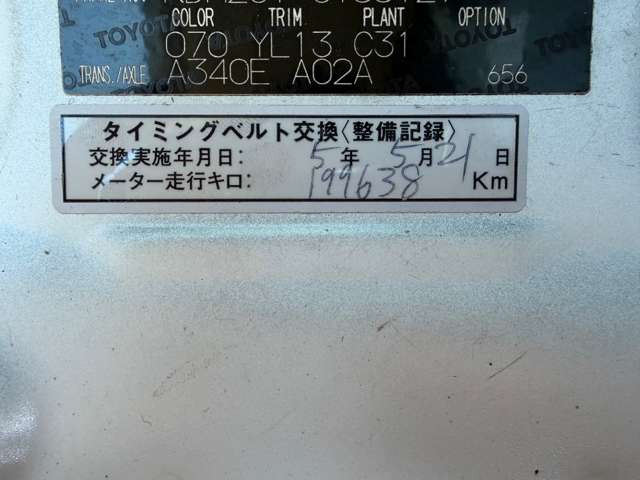 COLOR TRIM PLANT OPTION
070 YL13 C31
TRANS./AXLE A340E A02A 656
タイミングベルト交換〈整備記録〉
交換実施年月日: 5年 5月 21日
メーター走行キロ: 199638 Km